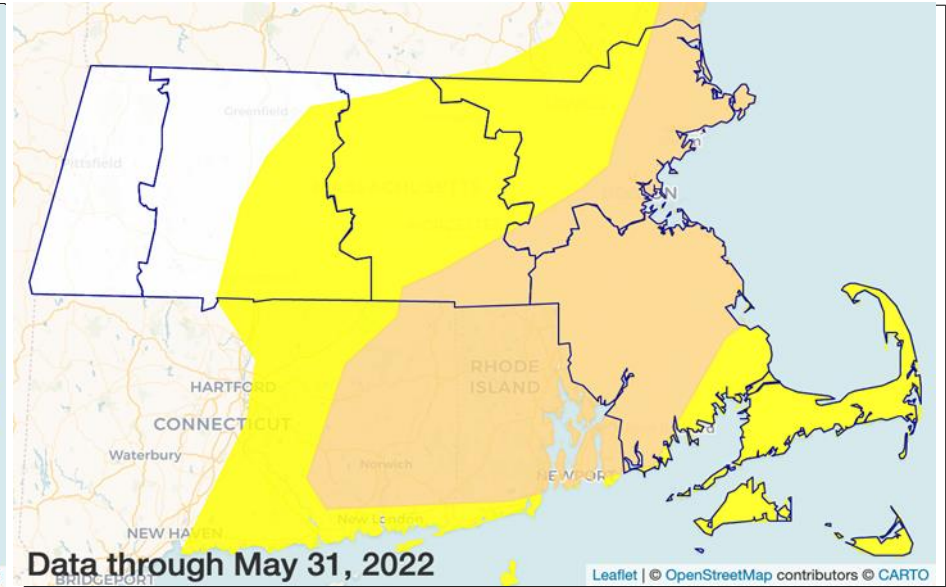 Greenfield
Pittsfield
RHODE
ISLAND
HARTFORD
CONNECTICUT
Waterbury
Norwich
NEWPORT
New London
NEW HAVEN
Data through May 31, 2022
BRIDGEPORT
Leaflet | © OpenStreetMap contributors © CARTO